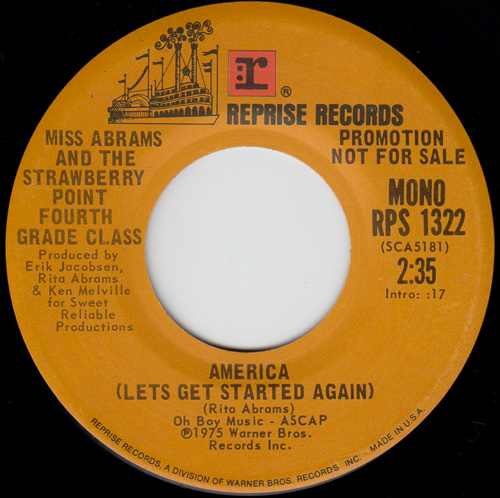 r®
REPRISE RECORDS
MISS ABRAMS
AND THE
STRAWBERRY
POINT
FOURTH
GRADE CLASS
Produced by
Erik Jacobsen,
Rita Abrams
& Ken Melville
for Sweet
Reliable
Productions
PROMOTION
NOT FOR SALE
MONO
RPS 1322
(SCA5181)
2:35
Intro: :17
AMERICA
(LETS GET STARTED AGAIN)
(Rita Abrams)
Oh Boy Music - ASCAP
℗1975 Warner Bros.
Records Inc.
REPRISE RECORDS, A DIVISION OF WARNER BROS. RECORDS INC. - MADE IN U.S.A.